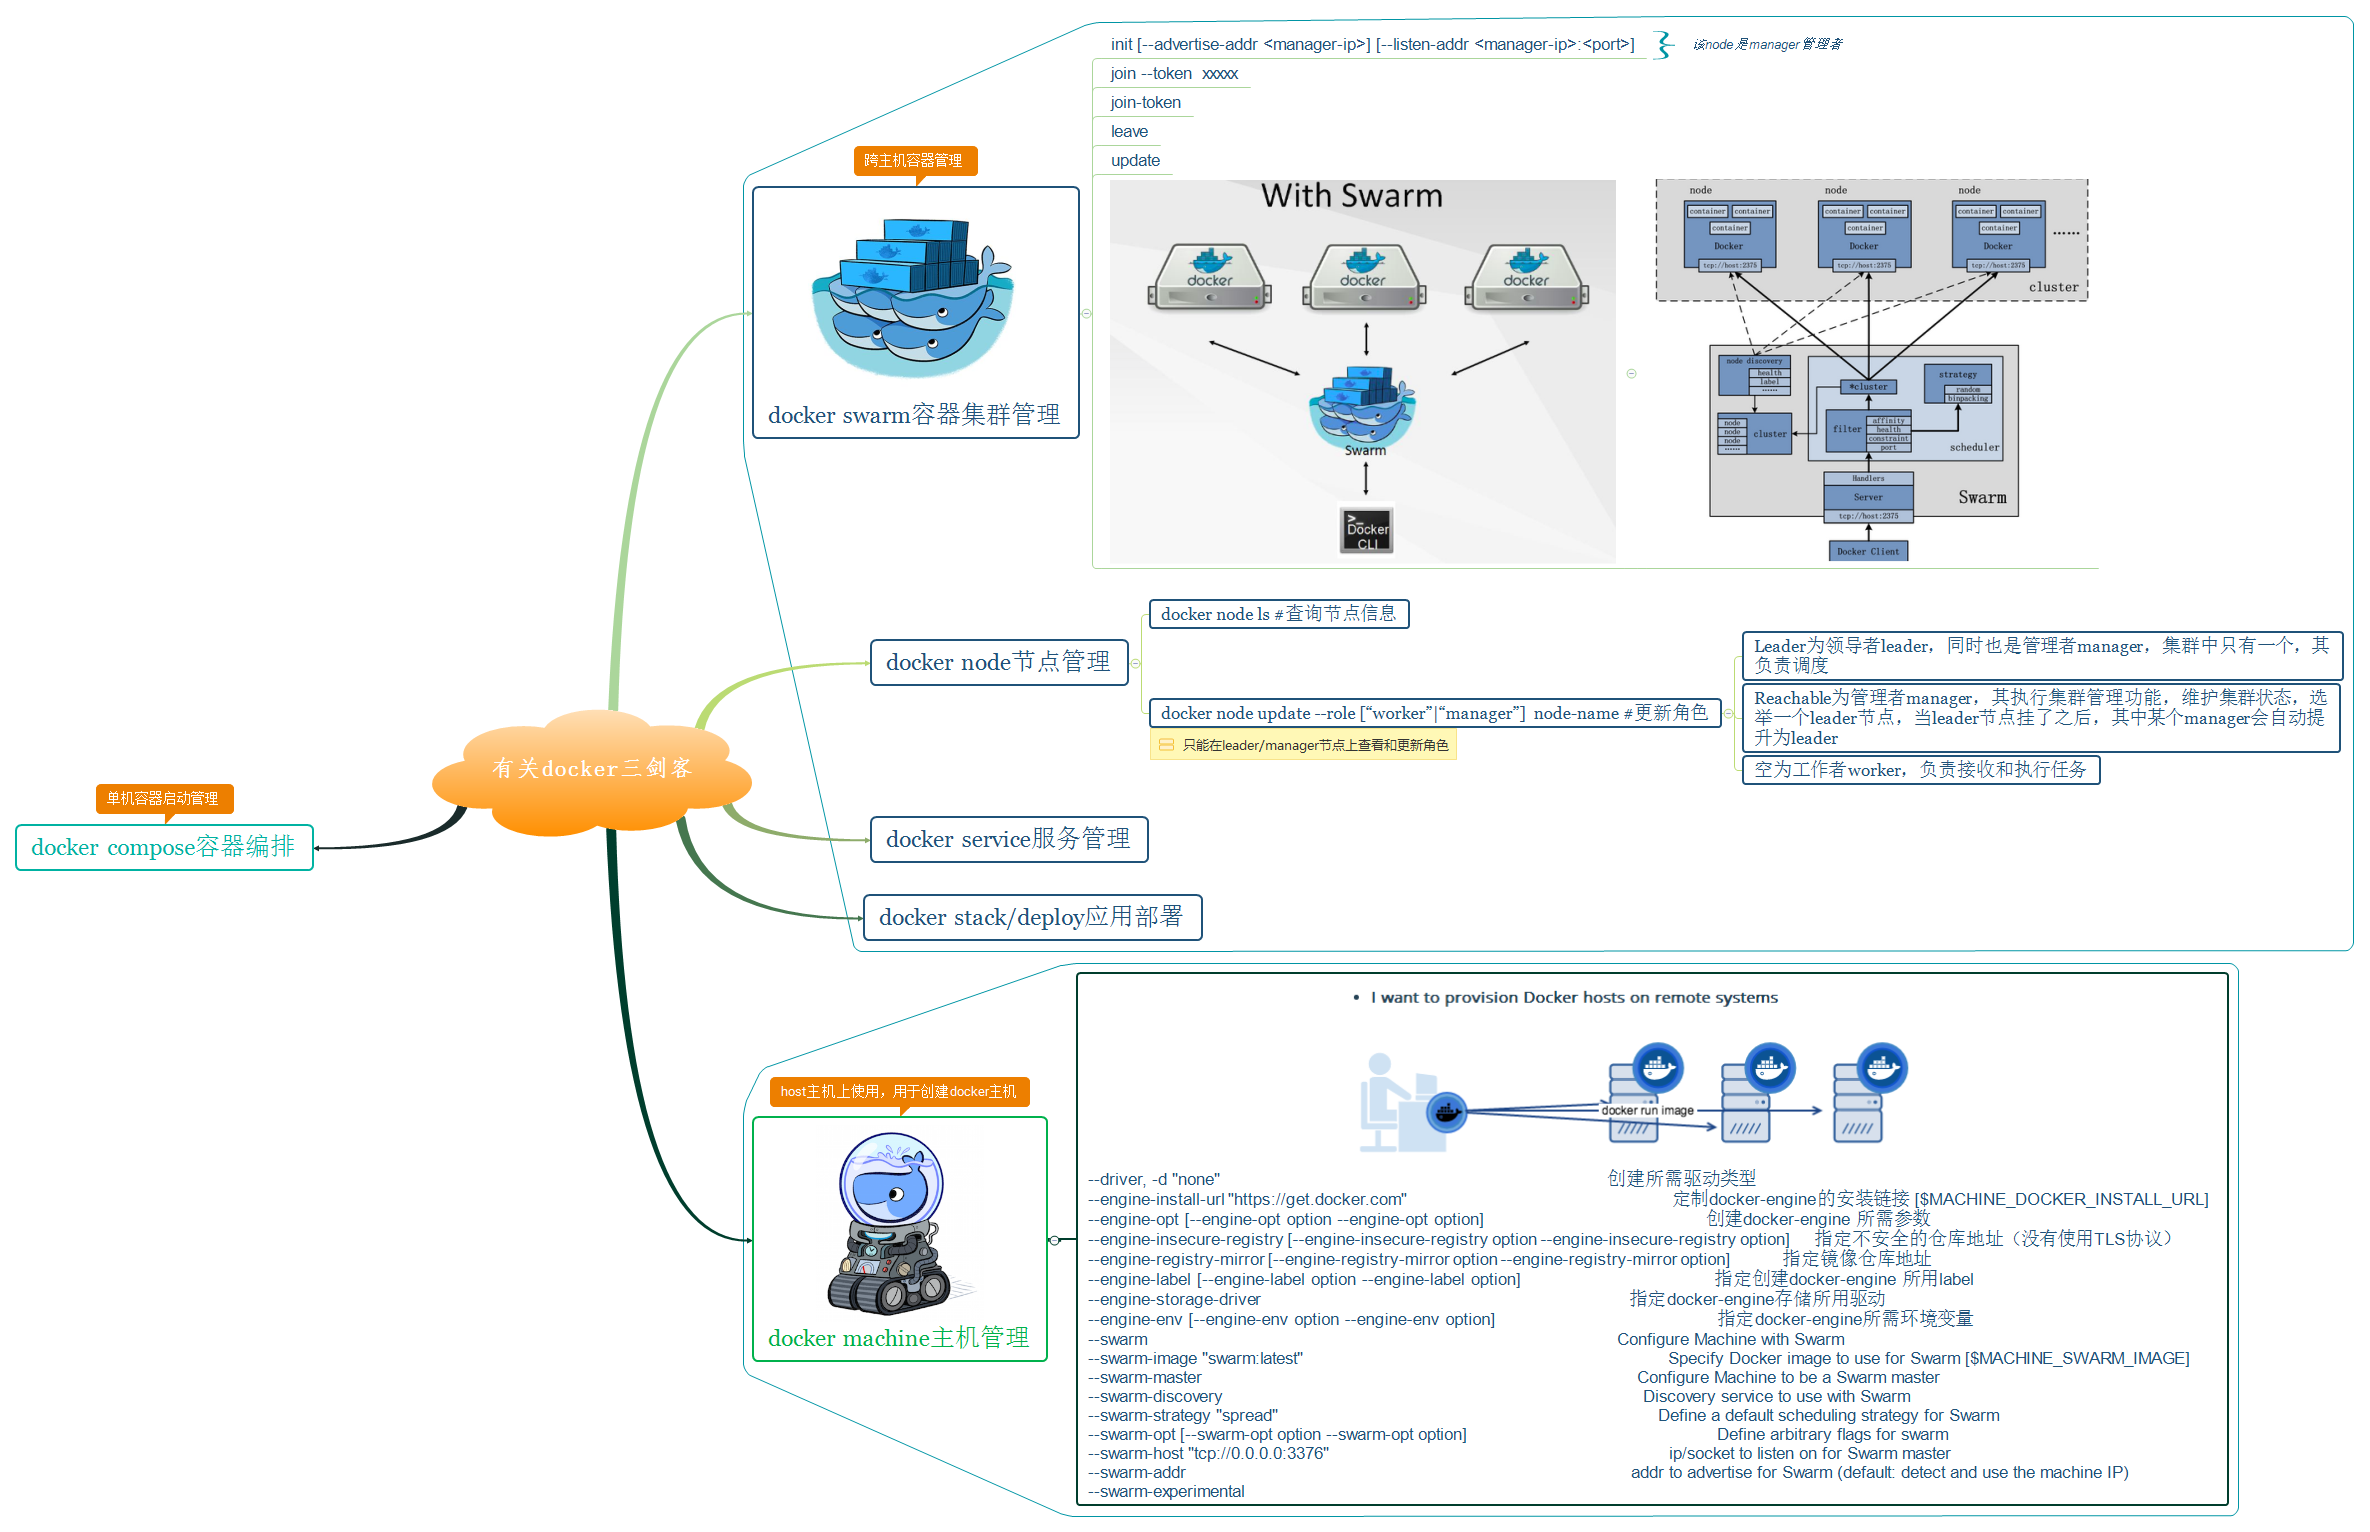 有关docker三剑客
单机容器启动管理
docker compose容器编排
跨主机容器管理
docker swarm容器集群管理
init [--advertise-addr <manager-ip>] [--listen-addr <manager-ip>:<port>]
该node是manager管理者
join --token  xxxxx
join-token
leave
update
With Swarm
docker
docker
docker
Swarm
>_
Docker
CLI
node
node
node
container container
container
Docker
tcp://host:2375
container container
container
Docker
tcp://host:2375
container container
container
Docker
tcp://host:2375
······
cluster
node discovery
health
label
······
node
node
node
······
cluster
*cluster
strategy
random
binpacking
filter
affinity
health
constraint
port
scheduler
Handlers
Server
tcp://host:2375
Swarm
Docker Client
docker node节点管理
docker node ls #查询节点信息
docker node update --role [“worker”|“manager”]  node-name #更新角色
只能在leader/manager节点上查看和更新角色
Leader为领导者leader，同时也是管理者manager，集群中只有一个，其
负责调度
Reachable为管理者manager，其执行集群管理功能，维护集群状态，选
举一个leader节点，当leader节点挂了之后，其中某个manager会自动提
升为leader
空为工作者worker，负责接收和执行任务
docker service服务管理
docker stack/deploy应用部署
host主机上使用，用于创建docker主机
docker machine主机管理
• I want to provision Docker hosts on remote systems
docker run image
--driver, -d "none" 创建所需驱动类型
--engine-install-url "https://get.docker.com" 定制docker-engine的安装链接 [$MACHINE_DOCKER_INSTALL_URL]
--engine-opt [--engine-opt option --engine-opt option] 创建docker-engine 所需参数
--engine-insecure-registry [--engine-insecure-registry option --engine-insecure-registry option] 指定不安全的仓库地址（没有使用TLS协议）
--engine-registry-mirror [--engine-registry-mirror option --engine-registry-mirror option] 指定镜像仓库地址
--engine-label [--engine-label option --engine-label option] 指定创建docker-engine 所用label
--engine-storage-driver 指定docker-engine存储所用驱动
--engine-env [--engine-env option --engine-env option] 指定docker-engine所需环境变量
--swarm Configure Machine with Swarm
--swarm-image "swarm:latest" Specify Docker image to use for Swarm [$MACHINE_SWARM_IMAGE]
--swarm-master Configure Machine to be a Swarm master
--swarm-discovery Discovery service to use with Swarm
--swarm-strategy "spread" Define a default scheduling strategy for Swarm
--swarm-opt [--swarm-opt option --swarm-opt option] Define arbitrary flags for swarm
--swarm-host "tcp://0.0.0.0:3376" ip/socket to listen on for Swarm master
--swarm-addr addr to advertise for Swarm (default: detect and use the machine IP)
--swarm-experimental